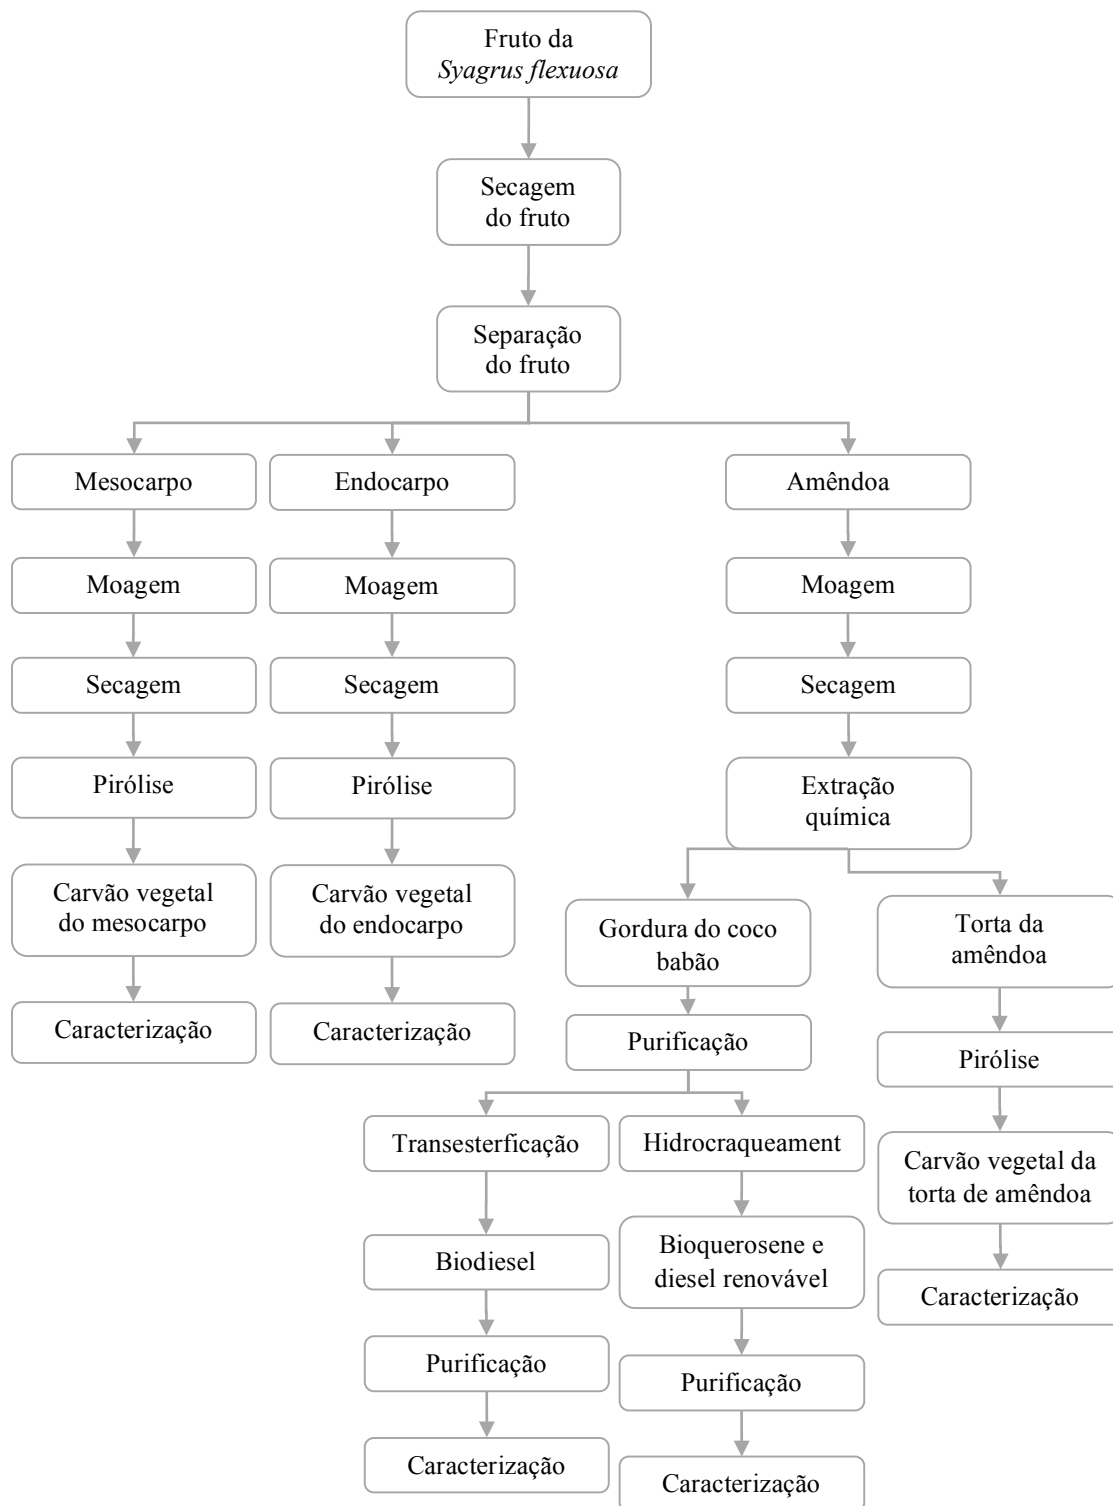 Fruto da
Syagrus flexuosa
Secagem
do fruto
Separação
do fruto
Mesocarpo
Endocarpo
Amêndoa
Moagem
Moagem
Moagem
Secagem
Secagem
Secagem
Pirólise
Pirólise
Extração
química
Carvão vegetal
do mesocarpo
Carvão vegetal
do endocarpo
Gordura do coco
babão
Torta da
amêndoa
Caracterização
Caracterização
Purificação
Pirólise
Transesterficação
Hidrocraqueament
Carvão vegetal da
torta de amêndoa
Biodiesel
Bioquerosene e
diesel renovável
Caracterização
Purificação
Purificação
Caracterização
Caracterização